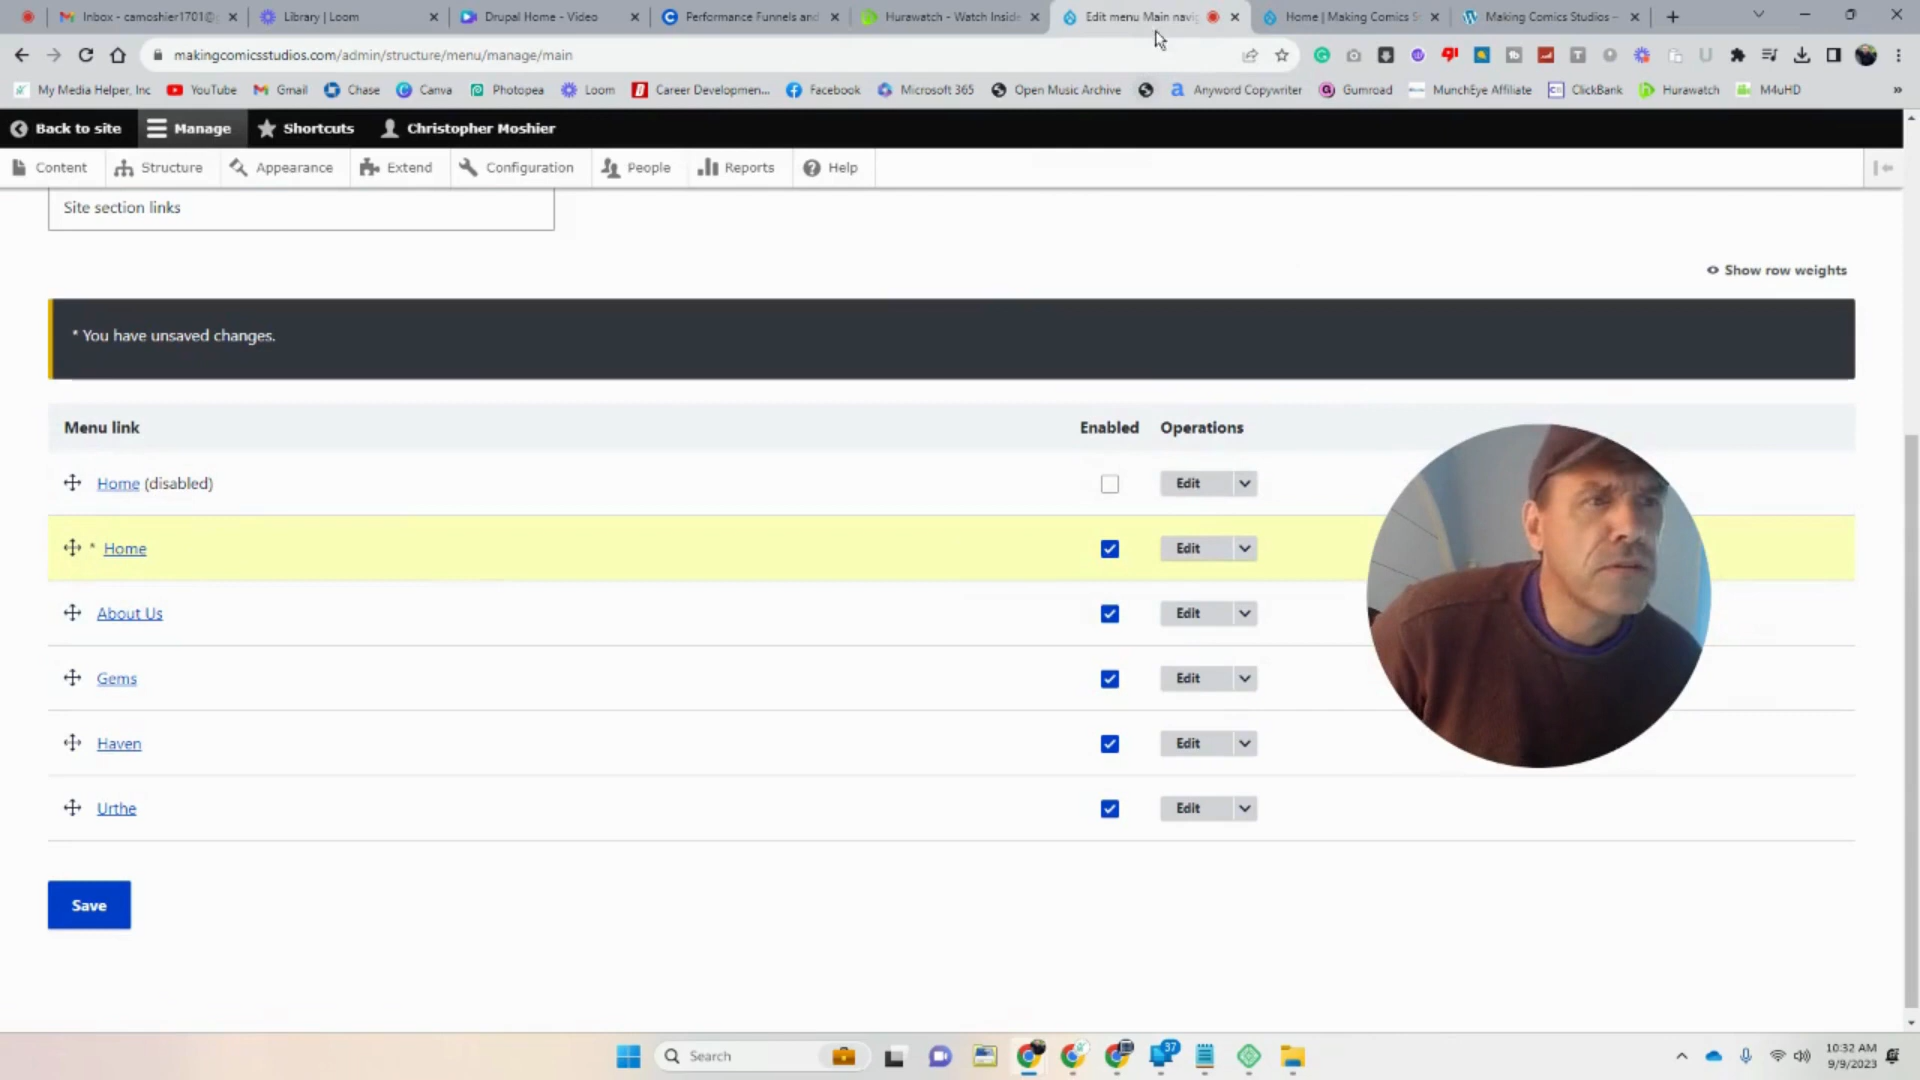 Inbox - camoshier1701@g
Library | Loom
Drupal Home - Video
Performance Funnels and
Hurawatch - Watch Inside
Edit menu Main navig
Home | Making Comics S
Making Comics Studios –
makingcomicsstudios.com/admin/structure/menu/manage/main
My Media Helper, Inc
YouTube
Gmail
Chase
Canva
Photopea
Loom
Career Developmen...
Facebook
Microsoft 365
Open Music Archive
Anyword Copywriter
Gumroad
MunchEye Affiliate
ClickBank
Hurawatch
M4uHD
Back to site
Manage
Shortcuts
Christopher Moshier
Content
Structure
Appearance
Extend
Configuration
People
Reports
Help
Site section links
Show row weights
* You have unsaved changes.
Menu link Enabled Operations
Home (disabled) Edit
* Home Edit
About Us Edit
Gems Edit
Haven Edit
Urthe Edit
Save
Search
37
10:32 AM
9/9/2023